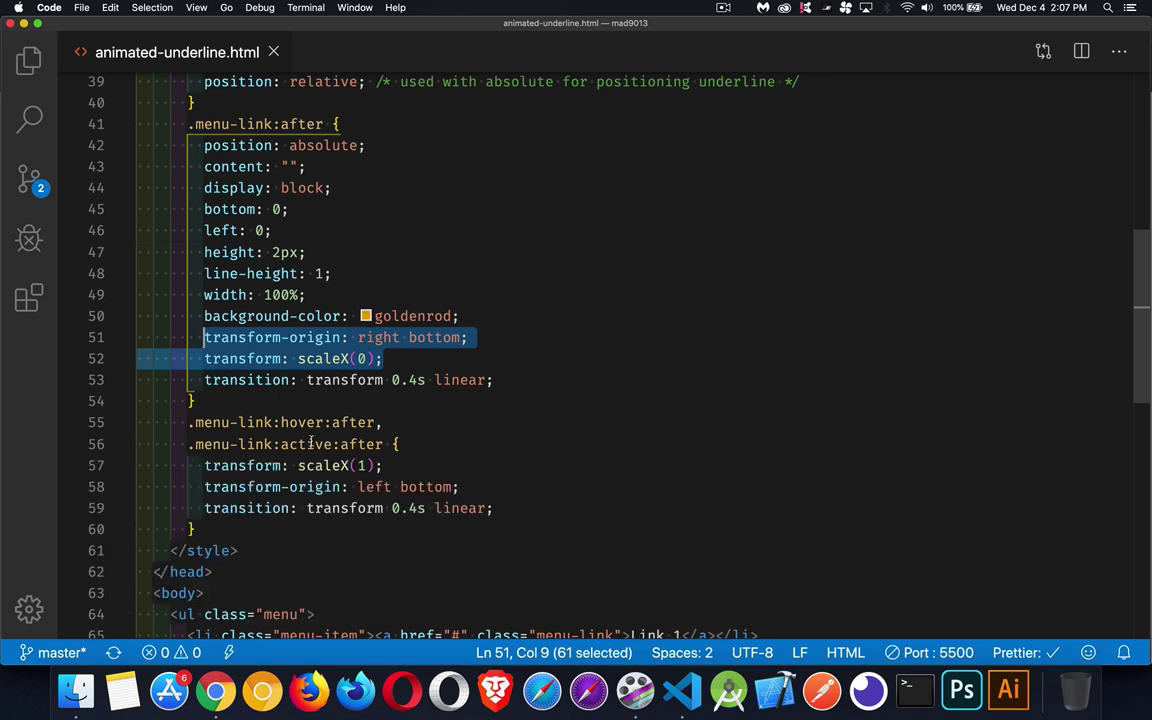 Code File Edit Selection View Go Debug Terminal Window Help 100% Wed Dec 4 2:07 PM
animated-underline.html — mad9013
<> animated-underline.html
39 position: relative; /* used with absolute for positioning underline */
40 }
41 .menu-link:after {
42 position: absolute;
43 content: "";
44 display: block;
45 bottom: 0;
46 left: 0;
47 height: 2px;
48 line-height: 1;
49 width: 100%;
50 background-color: goldenrod;
51 transform-origin: right bottom;
52 transform: scaleX(0);
53 transition: transform 0.4s linear;
54 }
55 .menu-link:hover:after,
56 .menu-link:active:after {
57 transform: scaleX(1);
58 transform-origin: left bottom;
59 transition: transform 0.4s linear;
60 }
61 </style>
62 </head>
63 <body>
64 <ul class="menu">
65 <li class="menu-item"><a href="#" class="menu-link">Link 1</a></li>
2
master* 0 0 Ln 51, Col 9 (61 selected) Spaces: 2 UTF-8 LF HTML Port : 5500 Prettier: ✓
6
>_
Ps
Ai